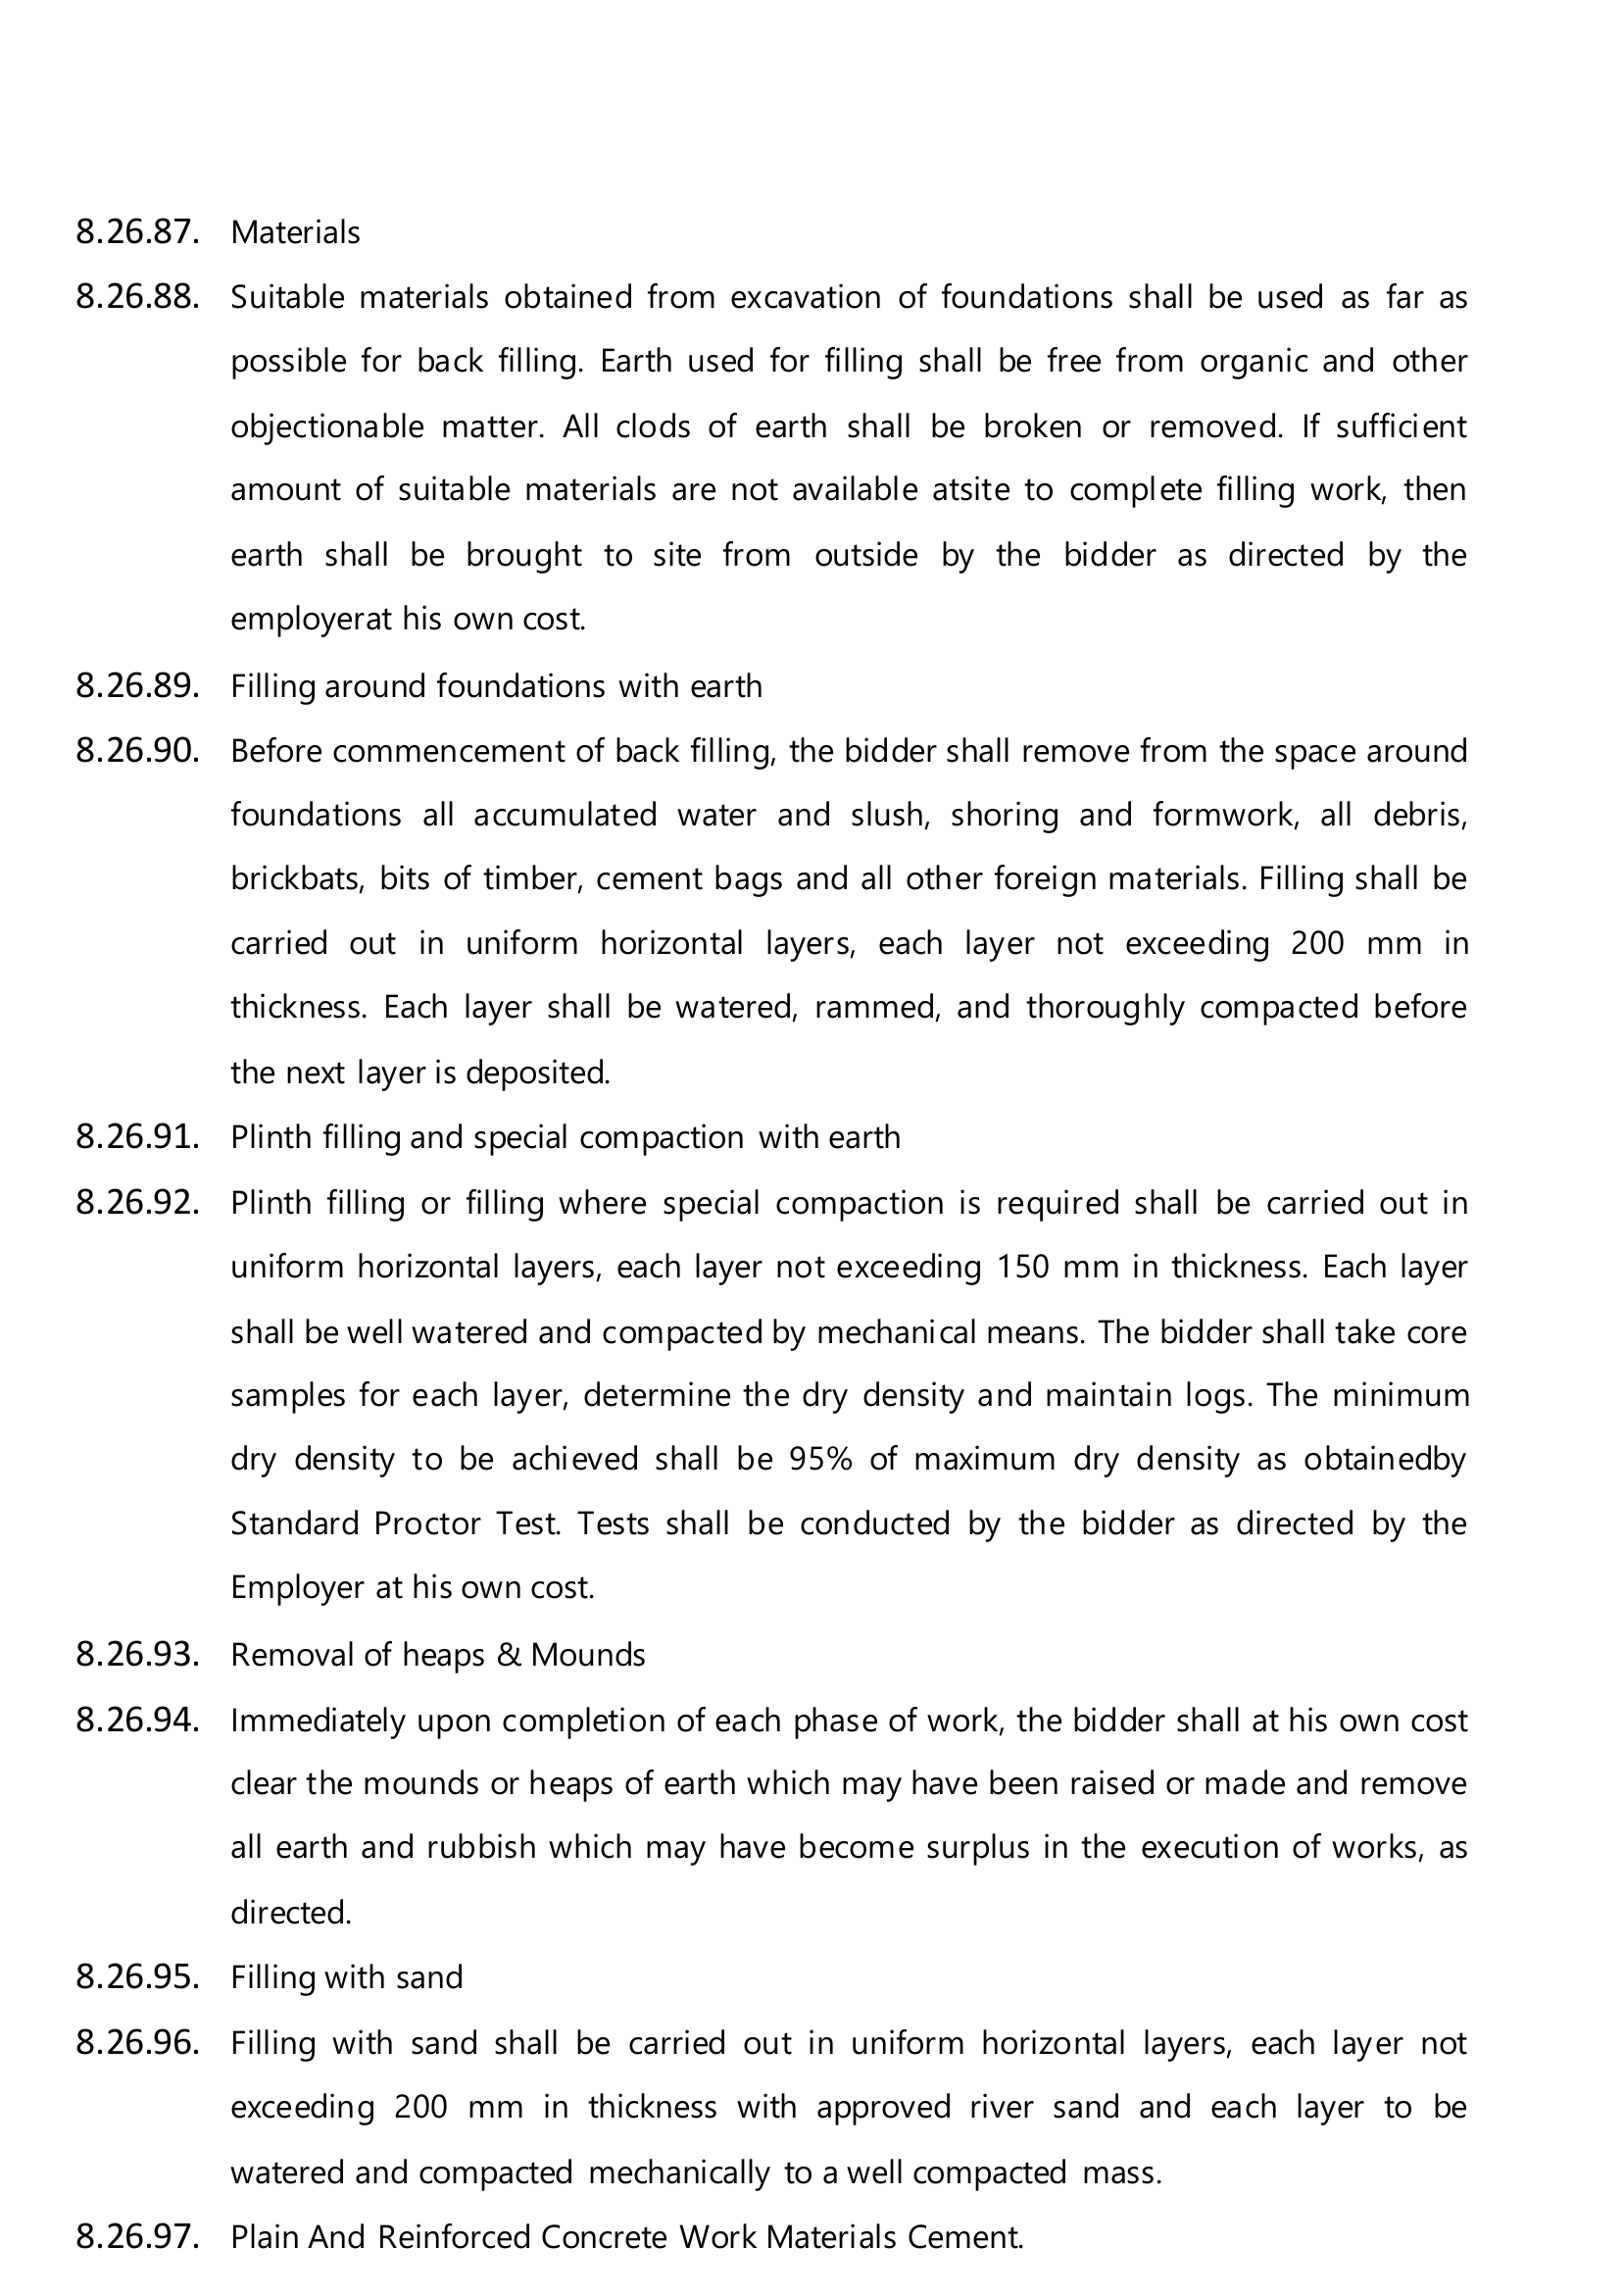 8.26.87. Materials
8.26.88. Suitable materials obtained from excavation of foundations shall be used as far as
possible for back filling. Earth used for filling shall be free from organic and other
objectionable matter. All clods of earth shall be broken or removed. If sufficient
amount of suitable materials are not available atsite to complete filling work, then
earth shall be brought to site from outside by the bidder as directed by the
employerat his own cost.
8.26.89. Filling around foundations with earth
8.26.90. Before commencement of back filling, the bidder shall remove from the space around
foundations all accumulated water and slush, shoring and formwork, all debris,
brickbats, bits of timber, cement bags and all other foreign materials. Filling shall be
carried out in uniform horizontal layers, each layer not exceeding 200 mm in
thickness. Each layer shall be watered, rammed, and thoroughly compacted before
the next layer is deposited.
8.26.91. Plinth filling and special compaction with earth
8.26.92. Plinth filling or filling where special compaction is required shall be carried out in
uniform horizontal layers, each layer not exceeding 150 mm in thickness. Each layer
shall be well watered and compacted by mechanical means. The bidder shall take core
samples for each layer, determine the dry density and maintain logs. The minimum
dry density to be achieved shall be 95% of maximum dry density as obtainedby
Standard Proctor Test. Tests shall be conducted by the bidder as directed by the
Employer at his own cost.
8.26.93. Removal of heaps & Mounds
8.26.94. Immediately upon completion of each phase of work, the bidder shall at his own cost
clear the mounds or heaps of earth which may have been raised or made and remove
all earth and rubbish which may have become surplus in the execution of works, as
directed.
8.26.95. Filling with sand
8.26.96. Filling with sand shall be carried out in uniform horizontal layers, each layer not
exceeding 200 mm in thickness with approved river sand and each layer to be
watered and compacted mechanically to a well compacted mass.
8.26.97. Plain And Reinforced Concrete Work Materials Cement.